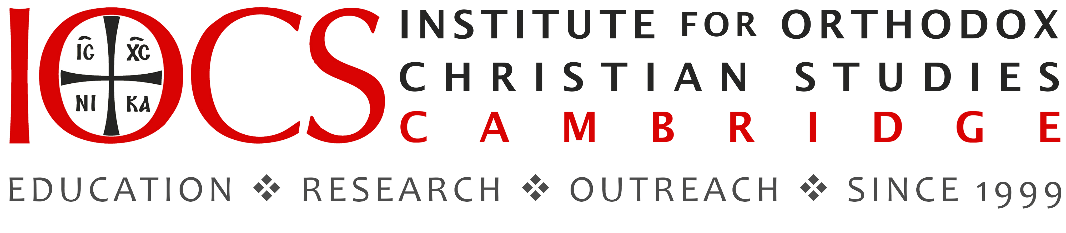 IOCS
IC XC
NI KA
INSTITUTE FOR ORTHODOX
CHRISTIAN STUDIES
CAMBRIDGE
EDUCATION ❖ RESEARCH ❖ OUTREACH ❖ SINCE 1999